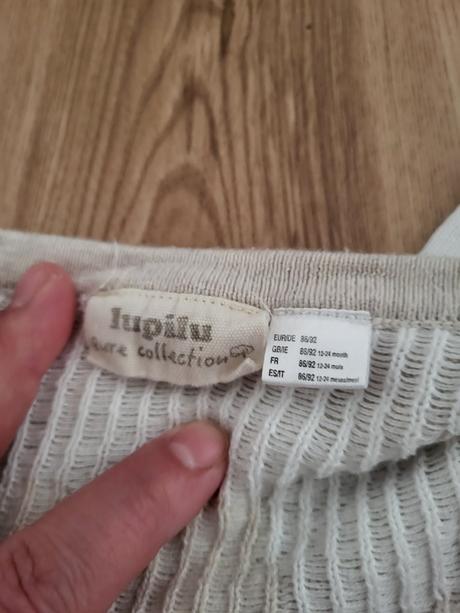 lupilu
pure collection
EUR/DE 86/92
GB/IE 86/92 12-24 month
FR 86/92 12-24 mois
ES/IT 86/92 12-24 meses/mesi